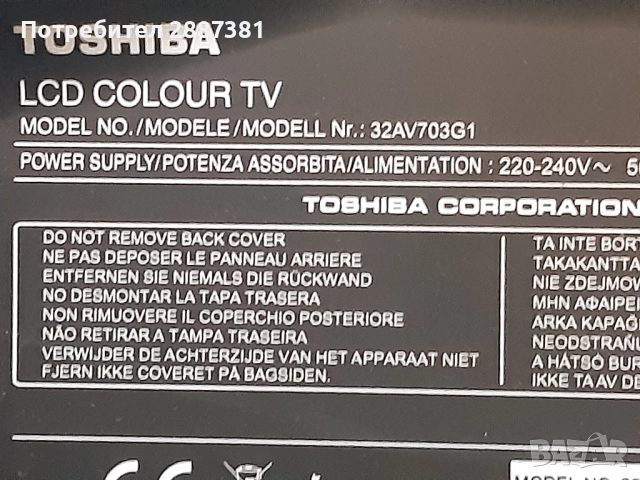 Потребител 2897381
TOSHIBA
LCD COLOUR TV
MODEL NO./MODELE/MODELL Nr.: 32AV703G1
POWER SUPPLY/POTENZA ASSORBITA/ALIMENTATION : 220-240V～
TOSHIBA CORPORATION
DO NOT REMOVE BACK COVER
NE PAS DEPOSER LE PANNEAU ARRIERE
ENTFERNEN SIE NIEMALS DIE RÜCKWAND
NO DESMONTAR LA TAPA TRASERA
NON RIMUOVERE IL COPERCHIO POSTERIORE
NÃO RETIRAR A TAMPA TRASEIRA
VERWIJDER DE ACHTERZIJDE VAN HET APPARAAT NIET
FJERN IKKE COVERET PÅ BAGSIDEN.
TA INTE BORT
TAKAKANTTA
NIE ZDEJMOW
ΜΗΝ ΑΦΑΙΡΕΙ
ARKA KAPAĞ
NEODSTRAŇU
A HÁTSÓ BUR
IKKE TA AV DE
CE
BAZAR